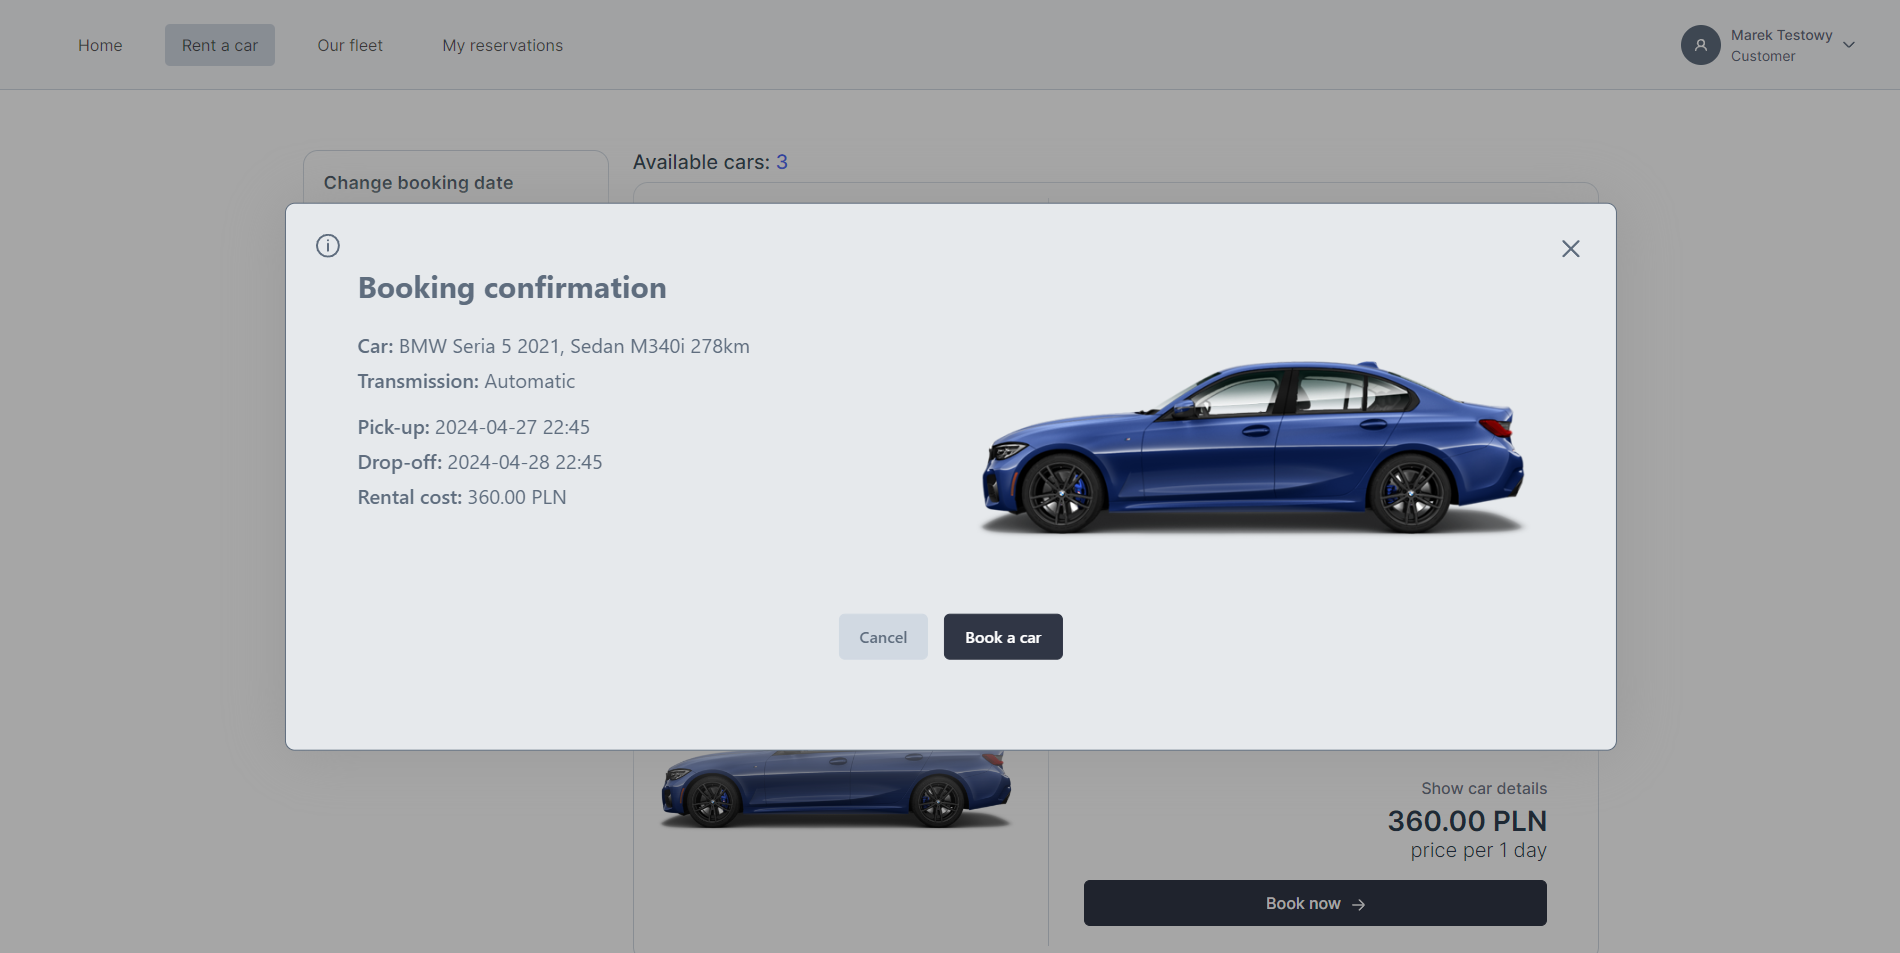 Home
Rent a car
Our fleet
My reservations
Marek Testowy
Customer
Change booking date
Available cars: 3
Booking confirmation
Car: BMW Seria 5 2021, Sedan M340i 278km
Transmission: Automatic
Pick-up: 2024-04-27 22:45
Drop-off: 2024-04-28 22:45
Rental cost: 360.00 PLN
Cancel
Book a car
Show car details
360.00 PLN
price per 1 day
Book now →